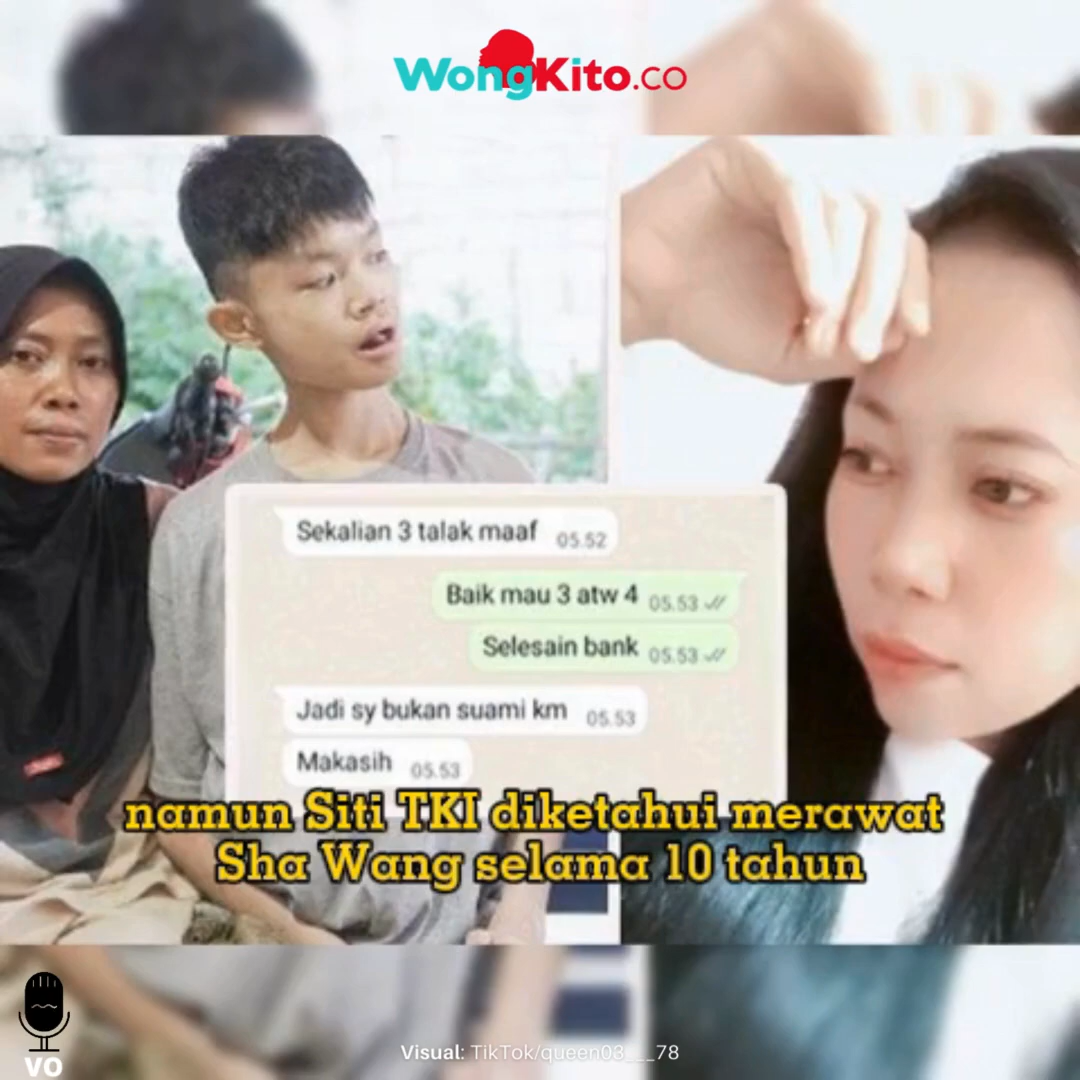 WongKito.co
Sekalian 3 talak maaf 05.52
Baik mau 3 atw 4 05.53
Selesain bank 05.53
Jadi sy bukan suami km 05.53
Makasih 05.53
namun Siti TKI diketahui merawat
Sha Wang selama 10 tahun
VO
Visual: TikTok/queen03___78